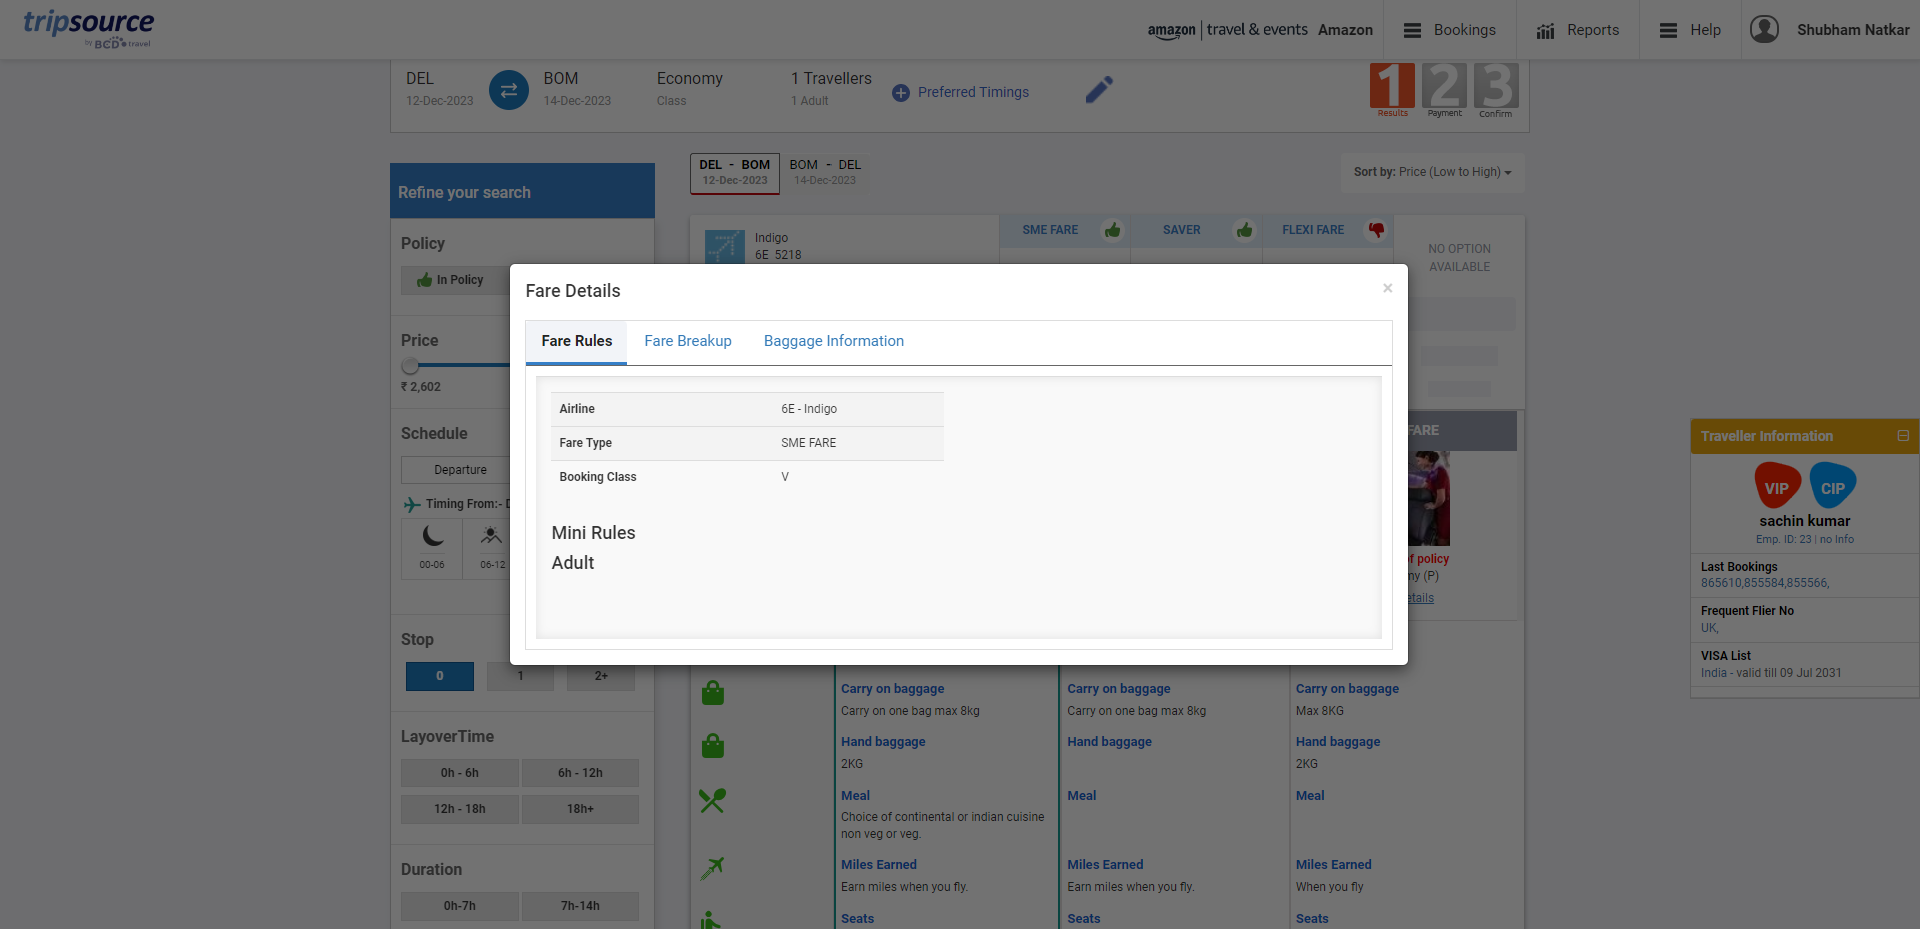 tripsource
by BCD travel
amazon | travel & events Amazon
Bookings
Reports
Help
Shubham Natkar
DEL
12-Dec-2023
BOM
14-Dec-2023
Economy
Class
1 Travellers
1 Adult
Preferred Timings
1 2 3
Results Payment Confirm
Refine your search
DEL - BOM
12-Dec-2023
BOM - DEL
14-Dec-2023
Sort by: Price (Low to High)
Policy
In Policy
Price
₹ 2,602
Schedule
Departure
Timing From:- D
00-06
06-12
Stop
0
1
2+
LayoverTime
0h - 6h
6h - 12h
12h - 18h
18h+
Duration
0h-7h
7h-14h
Indigo
6E 5218
SME FARE
SAVER
FLEXI FARE
NO OPTION
AVAILABLE
Fare Details
×
Fare Rules
Fare Breakup
Baggage Information
Airline 6E - Indigo
Fare Type SME FARE
Booking Class V
Mini Rules
Adult
FARE
f policy
ny (P)
etails
Carry on baggage
Carry on one bag max 8kg
Hand baggage
2KG
Meal
Choice of continental or indian cuisine
non veg or veg.
Miles Earned
Earn miles when you fly.
Seats
Carry on baggage
Carry on one bag max 8kg
Hand baggage
Meal
Miles Earned
Earn miles when you fly.
Seats
Carry on baggage
Max 8KG
Hand baggage
2KG
Meal
Miles Earned
When you fly
Seats
Traveller Information
VIP
CIP
sachin kumar
Emp. ID: 23 | no Info
Last Bookings
865610,855584,855566,
Frequent Flier No
UK,
VISA List
India - valid till 09 Jul 2031